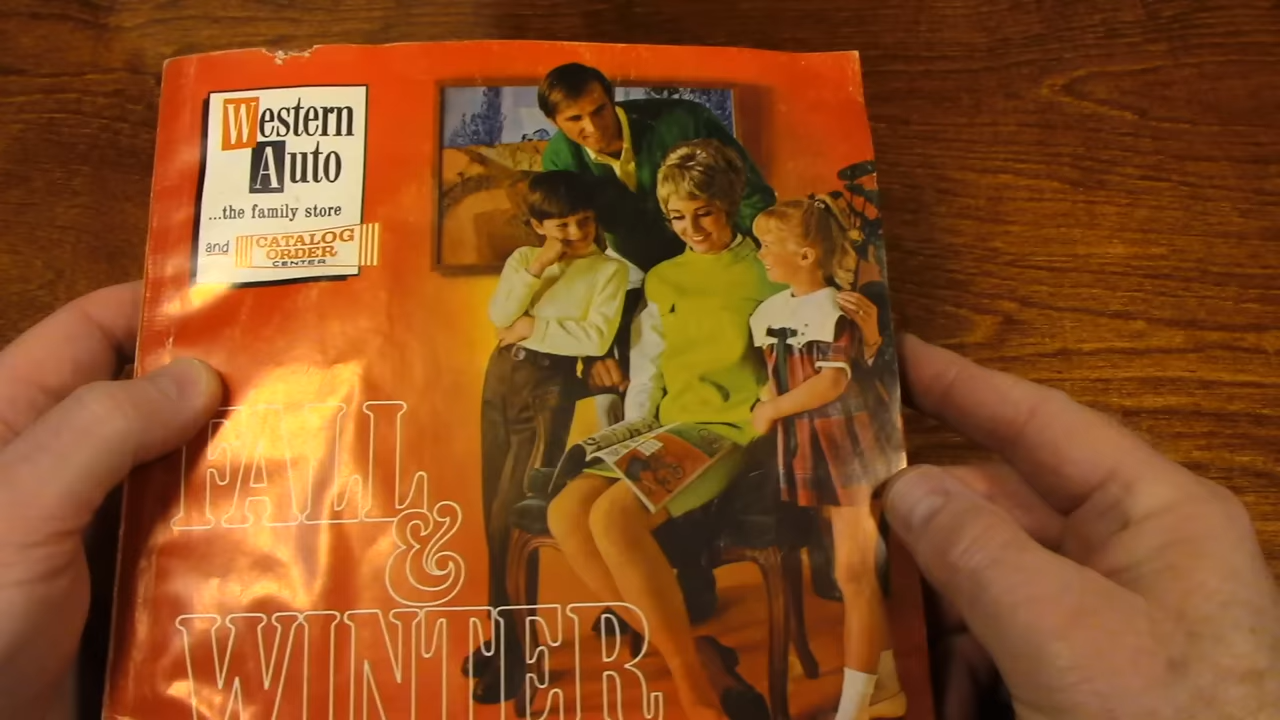 Western
Auto
...the family store
and CATALOG
ORDER
CENTER
FALL
&
WINTER